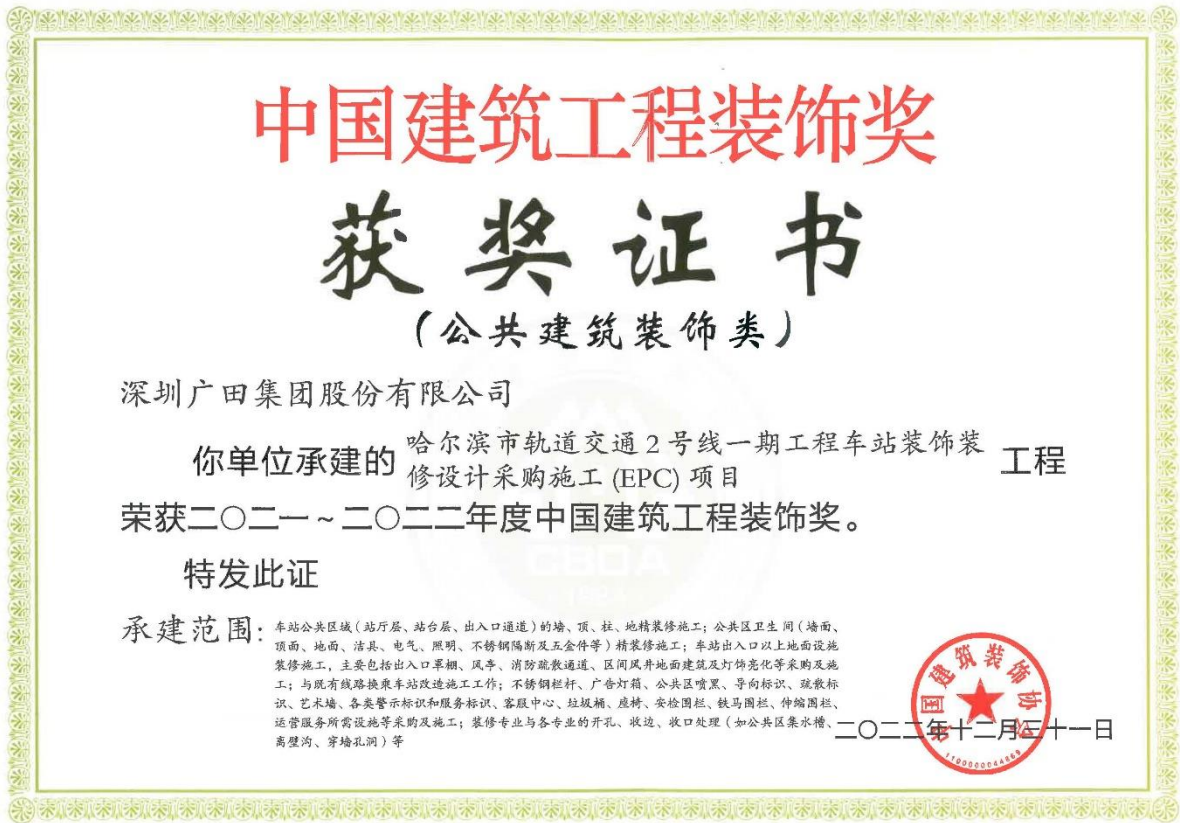 中国建筑工程装饰奖
获奖证书
(公共建筑装饰类)
深圳广田集团股份有限公司
你单位承建的 哈尔滨市轨道交通2号线一期工程车站装饰装
修设计采购施工 (EPC) 项目 工程
荣获二〇二一~二〇二二年度中国建筑工程装饰奖。
特发此证
承建范围:
车站公共区域(站厅层、站台层、出入口通道)的墙、顶、柱、地精装修施工;公共区卫生间(墙面、
顶面、地面、洁具、电气、照明、不锈钢隔断及五金件等)精装修施工;车站出入口以上地面设施
装修施工,主要包括出入口罩棚、风亭、消防疏散通道、区间风井地面建筑及灯饰亮化等采购及施
工;与既有线路换乘车站改造施工工作;不锈钢栏杆、广告灯箱、公共区喷黑、导向标识、疏散标
识、艺术墙、各类警示标识和服务标识、客服中心、垃圾桶、座椅、安检围栏、铁马围栏、伸缩围栏、
运营服务所需设施等采购及施工;装修专业与各专业的开孔、收边、收口处理(如公共区集水槽、
离壁沟、穿墙孔洞)等
二〇二二年十二月三十一日
中国建筑装饰协会
CBDA